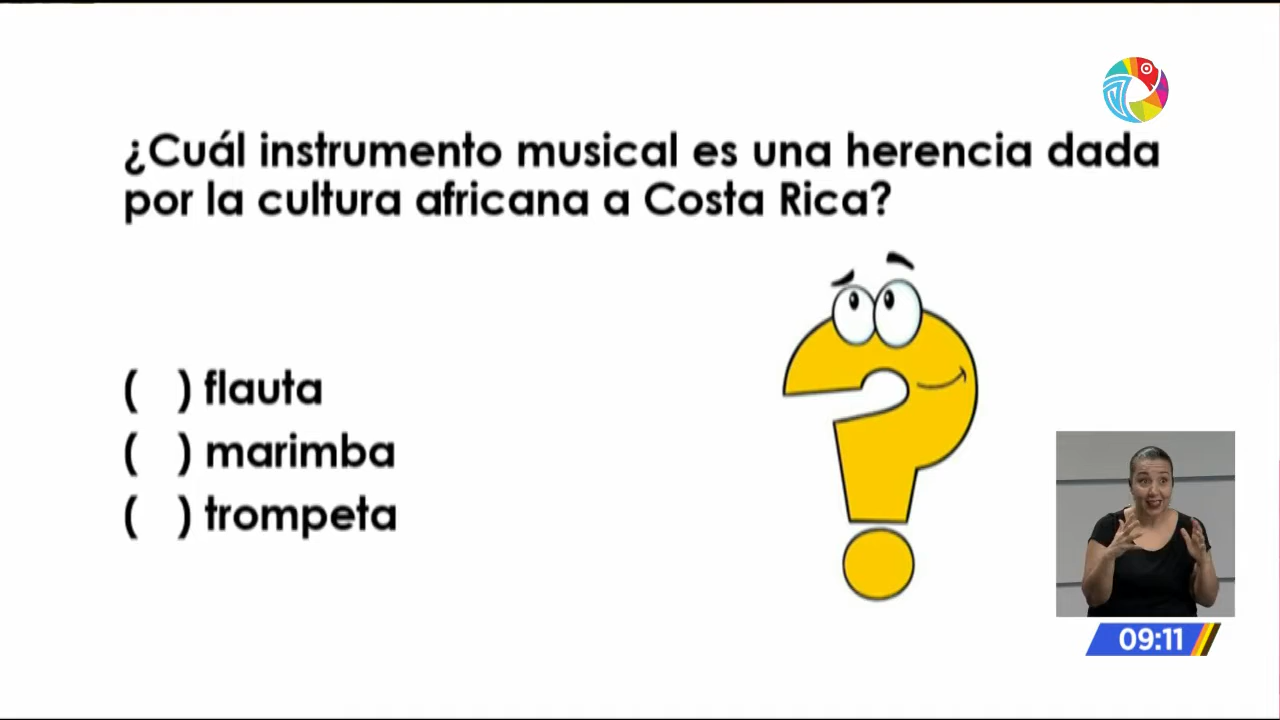 ¿Cuál instrumento musical es una herencia dada
por la cultura africana a Costa Rica?
( ) flauta
( ) marimba
( ) trompeta
09:11